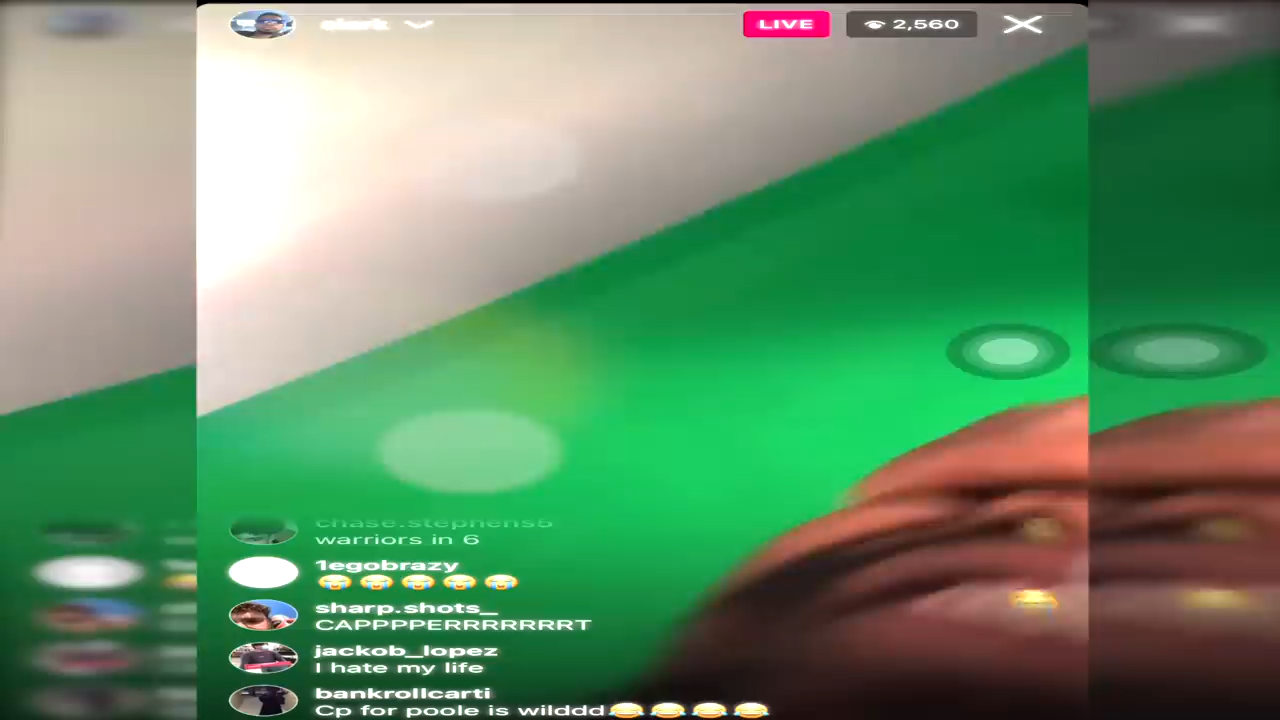 LIVE
2,560
chase.stephens5
warriors in 6
1egobrazy
😭😭😭😭😭
sharp.shots_
CAPPPPERRRRRRRT
jackob_lopez
I hate my life
bankrollcarti
Cp for poole is wilddd😂😂😂😂